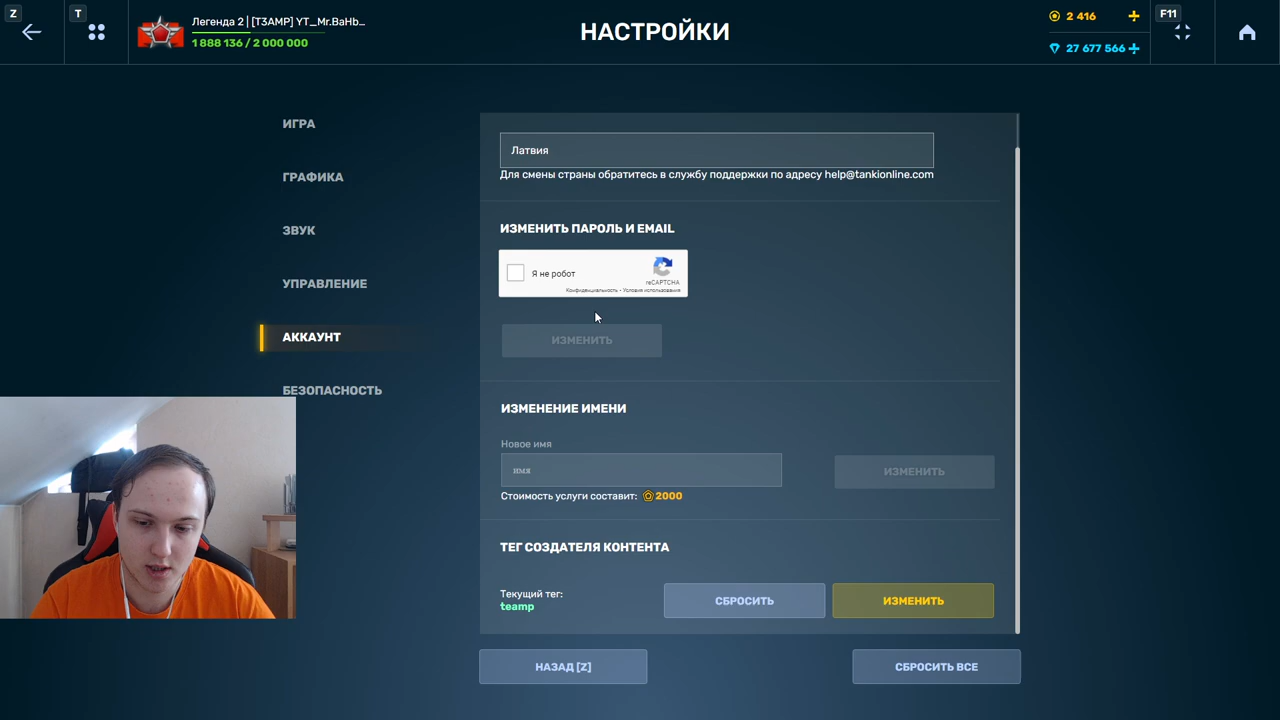 Z
T
Легенда 2 | [T3AMP] YT_Mr.BaHb...
1 888 136 / 2 000 000
НАСТРОЙКИ
2 416
27 677 566
F11
ИГРА
ГРАФИКА
ЗВУК
УПРАВЛЕНИЕ
АККАУНТ
БЕЗОПАСНОСТЬ
Латвия
Для смены страны обратитесь в службу поддержки по адресу help@tankionline.com
ИЗМЕНИТЬ ПАРОЛЬ И EMAIL
Я не робот
reCAPTCHA
Конфиденциальность - Условия использования
ИЗМЕНИТЬ
ИЗМЕНЕНИЕ ИМЕНИ
Новое имя
имя
ИЗМЕНИТЬ
Стоимость услуги составит: 2000
ТЕГ СОЗДАТЕЛЯ КОНТЕНТА
Текущий тег:
teamp
СБРОСИТЬ
ИЗМЕНИТЬ
НАЗАД [Z]
СБРОСИТЬ ВСЕ